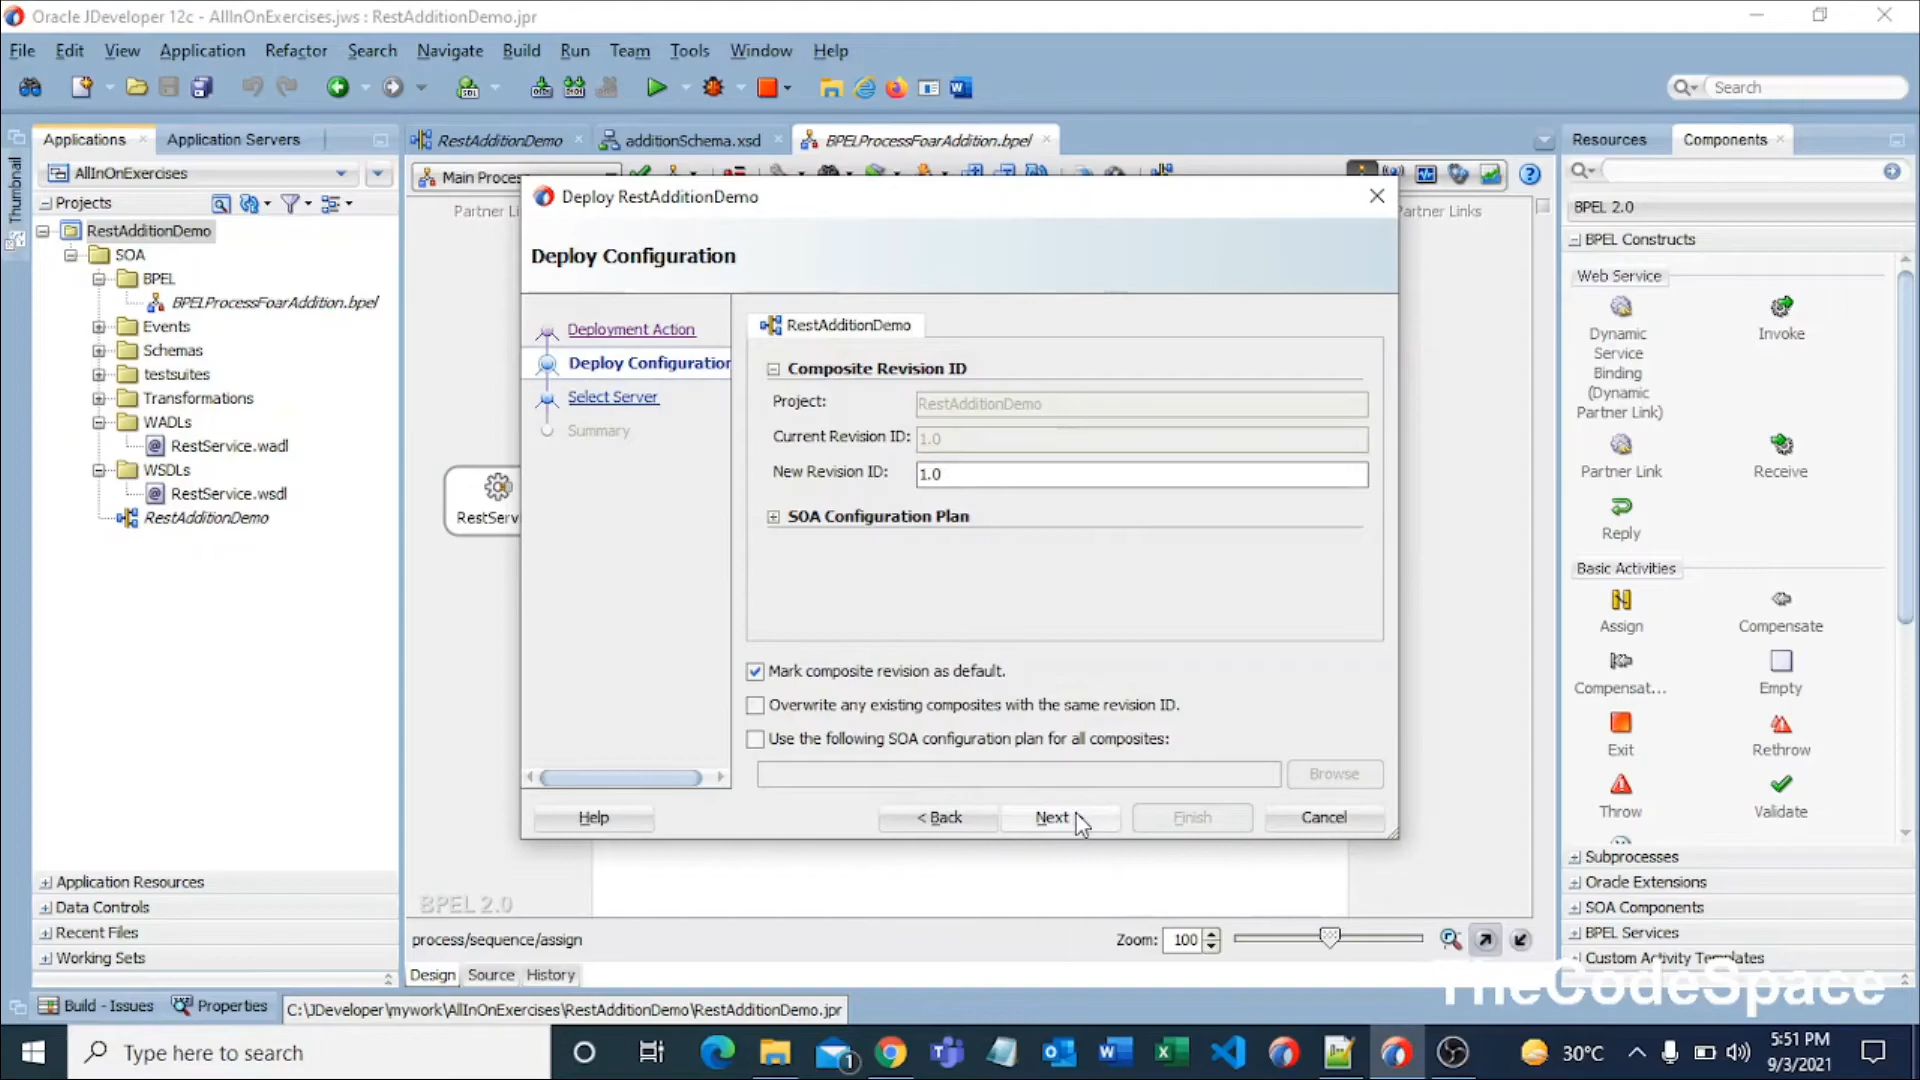 Oracle JDeveloper 12c - AllInOnExercises.jws : RestAdditionDemo.jpr
File Edit View Application Refactor Search Navigate Build Run Team Tools Window Help
Search
Applications
Application Servers
RestAdditionDemo
additionSchema.xsd
BPELProcessFoarAddition.bpel
Resources
Components
Thumbnail
AllInOnExercises
Projects
RestAdditionDemo
SOA
BPEL
BPELProcessFoarAddition.bpel
Events
Schemas
testsuites
Transformations
WADLs
RestService.wadl
WSDLs
RestService.wsdl
RestAdditionDemo
Application Resources
Data Controls
Recent Files
Working Sets
Main Proces
Partner Li
Partner Links
RestServi
Deploy RestAdditionDemo
Deploy Configuration
Deployment Action
Deploy Configuration
Select Server
Summary
RestAdditionDemo
Composite Revision ID
Project: RestAdditionDemo
Current Revision ID: 1.0
New Revision ID: 1.0
SOA Configuration Plan
Mark composite revision as default.
Overwrite any existing composites with the same revision ID.
Use the following SOA configuration plan for all composites:
Browse
Help
< Back
Next
Finish
Cancel
BPEL 2.0
process/sequence/assign
Zoom: 100
Design Source History
BPEL 2.0
BPEL Constructs
Web Service
Dynamic
Service
Binding
(Dynamic
Partner Link)
Invoke
Partner Link
Receive
Reply
Basic Activities
Assign
Compensate
Compensat...
Empty
Exit
Rethrow
Throw
Validate
Subprocesses
Oracle Extensions
SOA Components
BPEL Services
Custom Activity Templates
TheCodeSpace
Build - Issues
Properties
C:\JDeveloper\mywork\AllInOnExercises\RestAdditionDemo\RestAdditionDemo.jpr
Type here to search
1
30°C
5:51 PM
9/3/2021